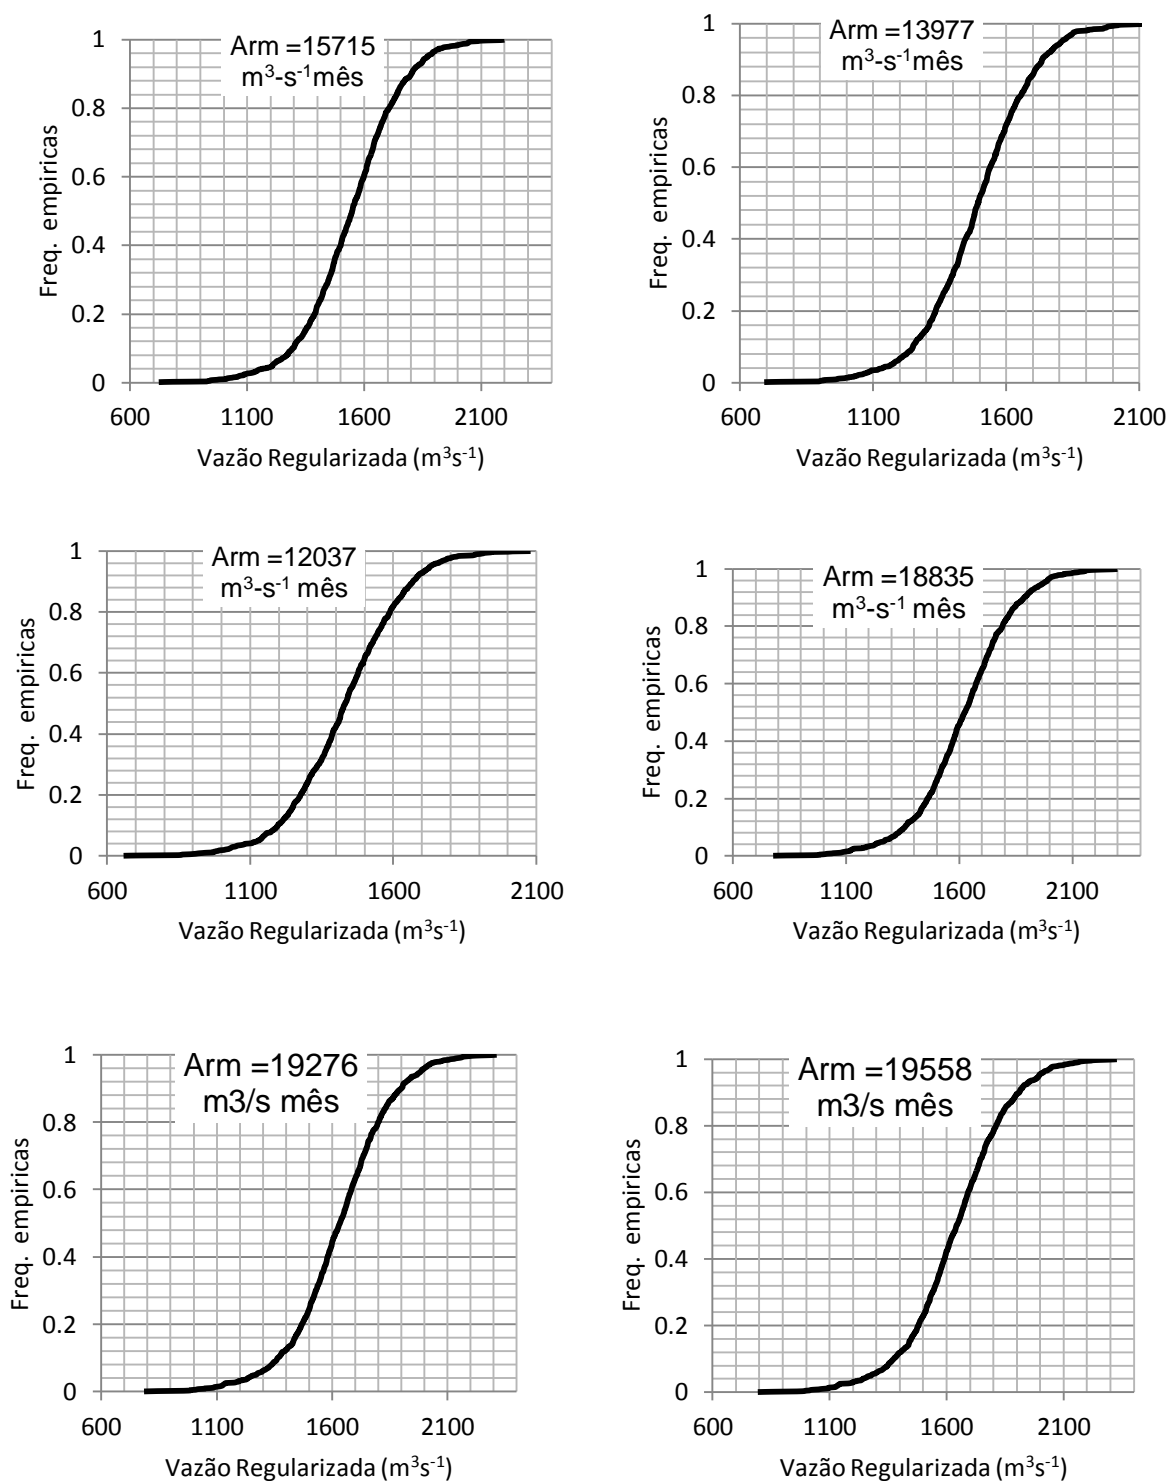 Arm =15715
m³-s⁻¹mês
1
0.8
0.6
0.4
0.2
0
Freq. empiricas
600 1100 1600 2100
Vazão Regularizada (m³s⁻¹)
Arm =13977
m³-s⁻¹mês
1
0.8
0.6
0.4
0.2
0
Freq. empiricas
600 1100 1600 2100
Vazão Regularizada (m³s⁻¹)
Arm =12037
m³-s⁻¹ mês
1
0.8
0.6
0.4
0.2
0
Freq. empiricas
600 1100 1600 2100
Vazão Regularizada (m³s⁻¹)
Arm =18835
m³-s⁻¹ mês
1
0.8
0.6
0.4
0.2
0
Freq. empiricas
600 1100 1600 2100
Vazão Regularizada (m³s⁻¹)
Arm =19276
m3/s mês
1
0.8
0.6
0.4
0.2
0
Freq. empiricas
600 1100 1600 2100
Vazão Regularizada (m³s⁻¹)
Arm =19558
m3/s mês
1
0.8
0.6
0.4
0.2
0
Freq. empiricas
600 1100 1600 2100
Vazão Regularizada (m³s⁻¹)